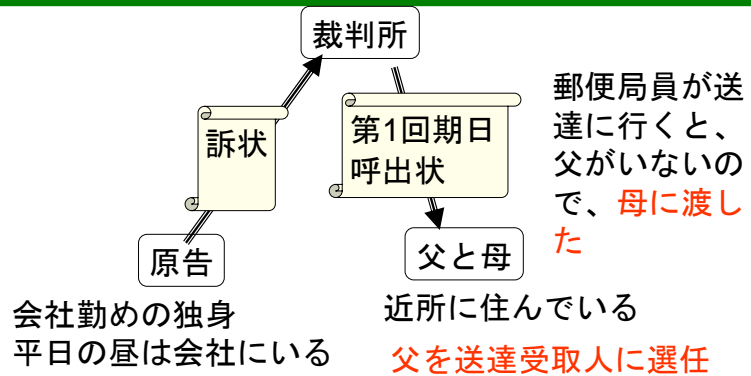 裁判所
訴状
第1回期日
呼出状
郵便局員が送
達に行くと、
父がいないの
で、母に渡し
た
原告
父と母
会社勤めの独身
平日の昼は会社にいる
近所に住んでいる
父を送達受取人に選任